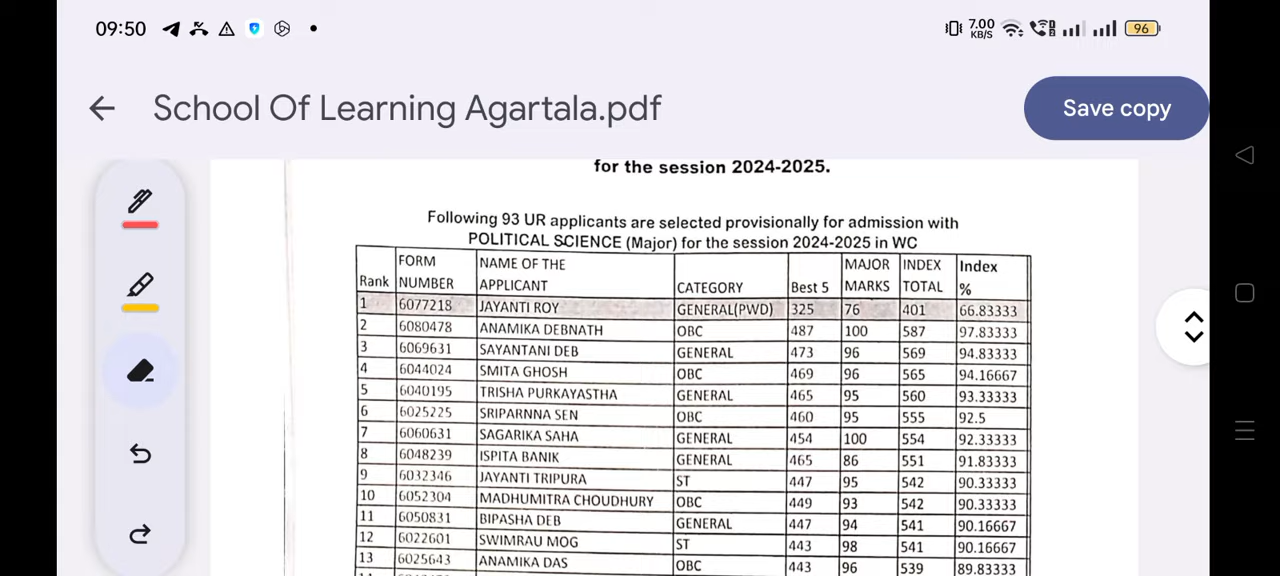 09:50 7.00 KB/S 96
School Of Learning Agartala.pdf Save copy
for the session 2024-2025.
Following 93 UR applicants are selected provisionally for admission with
POLITICAL SCIENCE (Major) for the session 2024-2025 in WC
Rank FORM NUMBER NAME OF THE APPLICANT CATEGORY Best 5 MAJOR MARKS INDEX TOTAL Index %
1 6077218 JAYANTI ROY GENERAL(PWD) 325 76 401 66.83333
2 6080478 ANAMIKA DEBNATH OBC 487 100 587 97.83333
3 6069631 SAYANTANI DEB GENERAL 473 96 569 94.83333
4 6044024 SMITA GHOSH OBC 469 96 565 94.16667
5 6040195 TRISHA PURKAYASTHA GENERAL 465 95 560 93.33333
6 6025225 SRIPARNNA SEN OBC 460 95 555 92.5
7 6060631 SAGARIKA SAHA GENERAL 454 100 554 92.33333
8 6048239 ISPITA BANIK GENERAL 465 86 551 91.83333
9 6032346 JAYANTI TRIPURA ST 447 95 542 90.33333
10 6052304 MADHUMITRA CHOUDHURY OBC 449 93 542 90.33333
11 6050831 BIPASHA DEB GENERAL 447 94 541 90.16667
12 6022601 SWIMRAU MOG ST 443 98 541 90.16667
13 6025643 ANAMIKA DAS OBC 443 96 539 89.83333